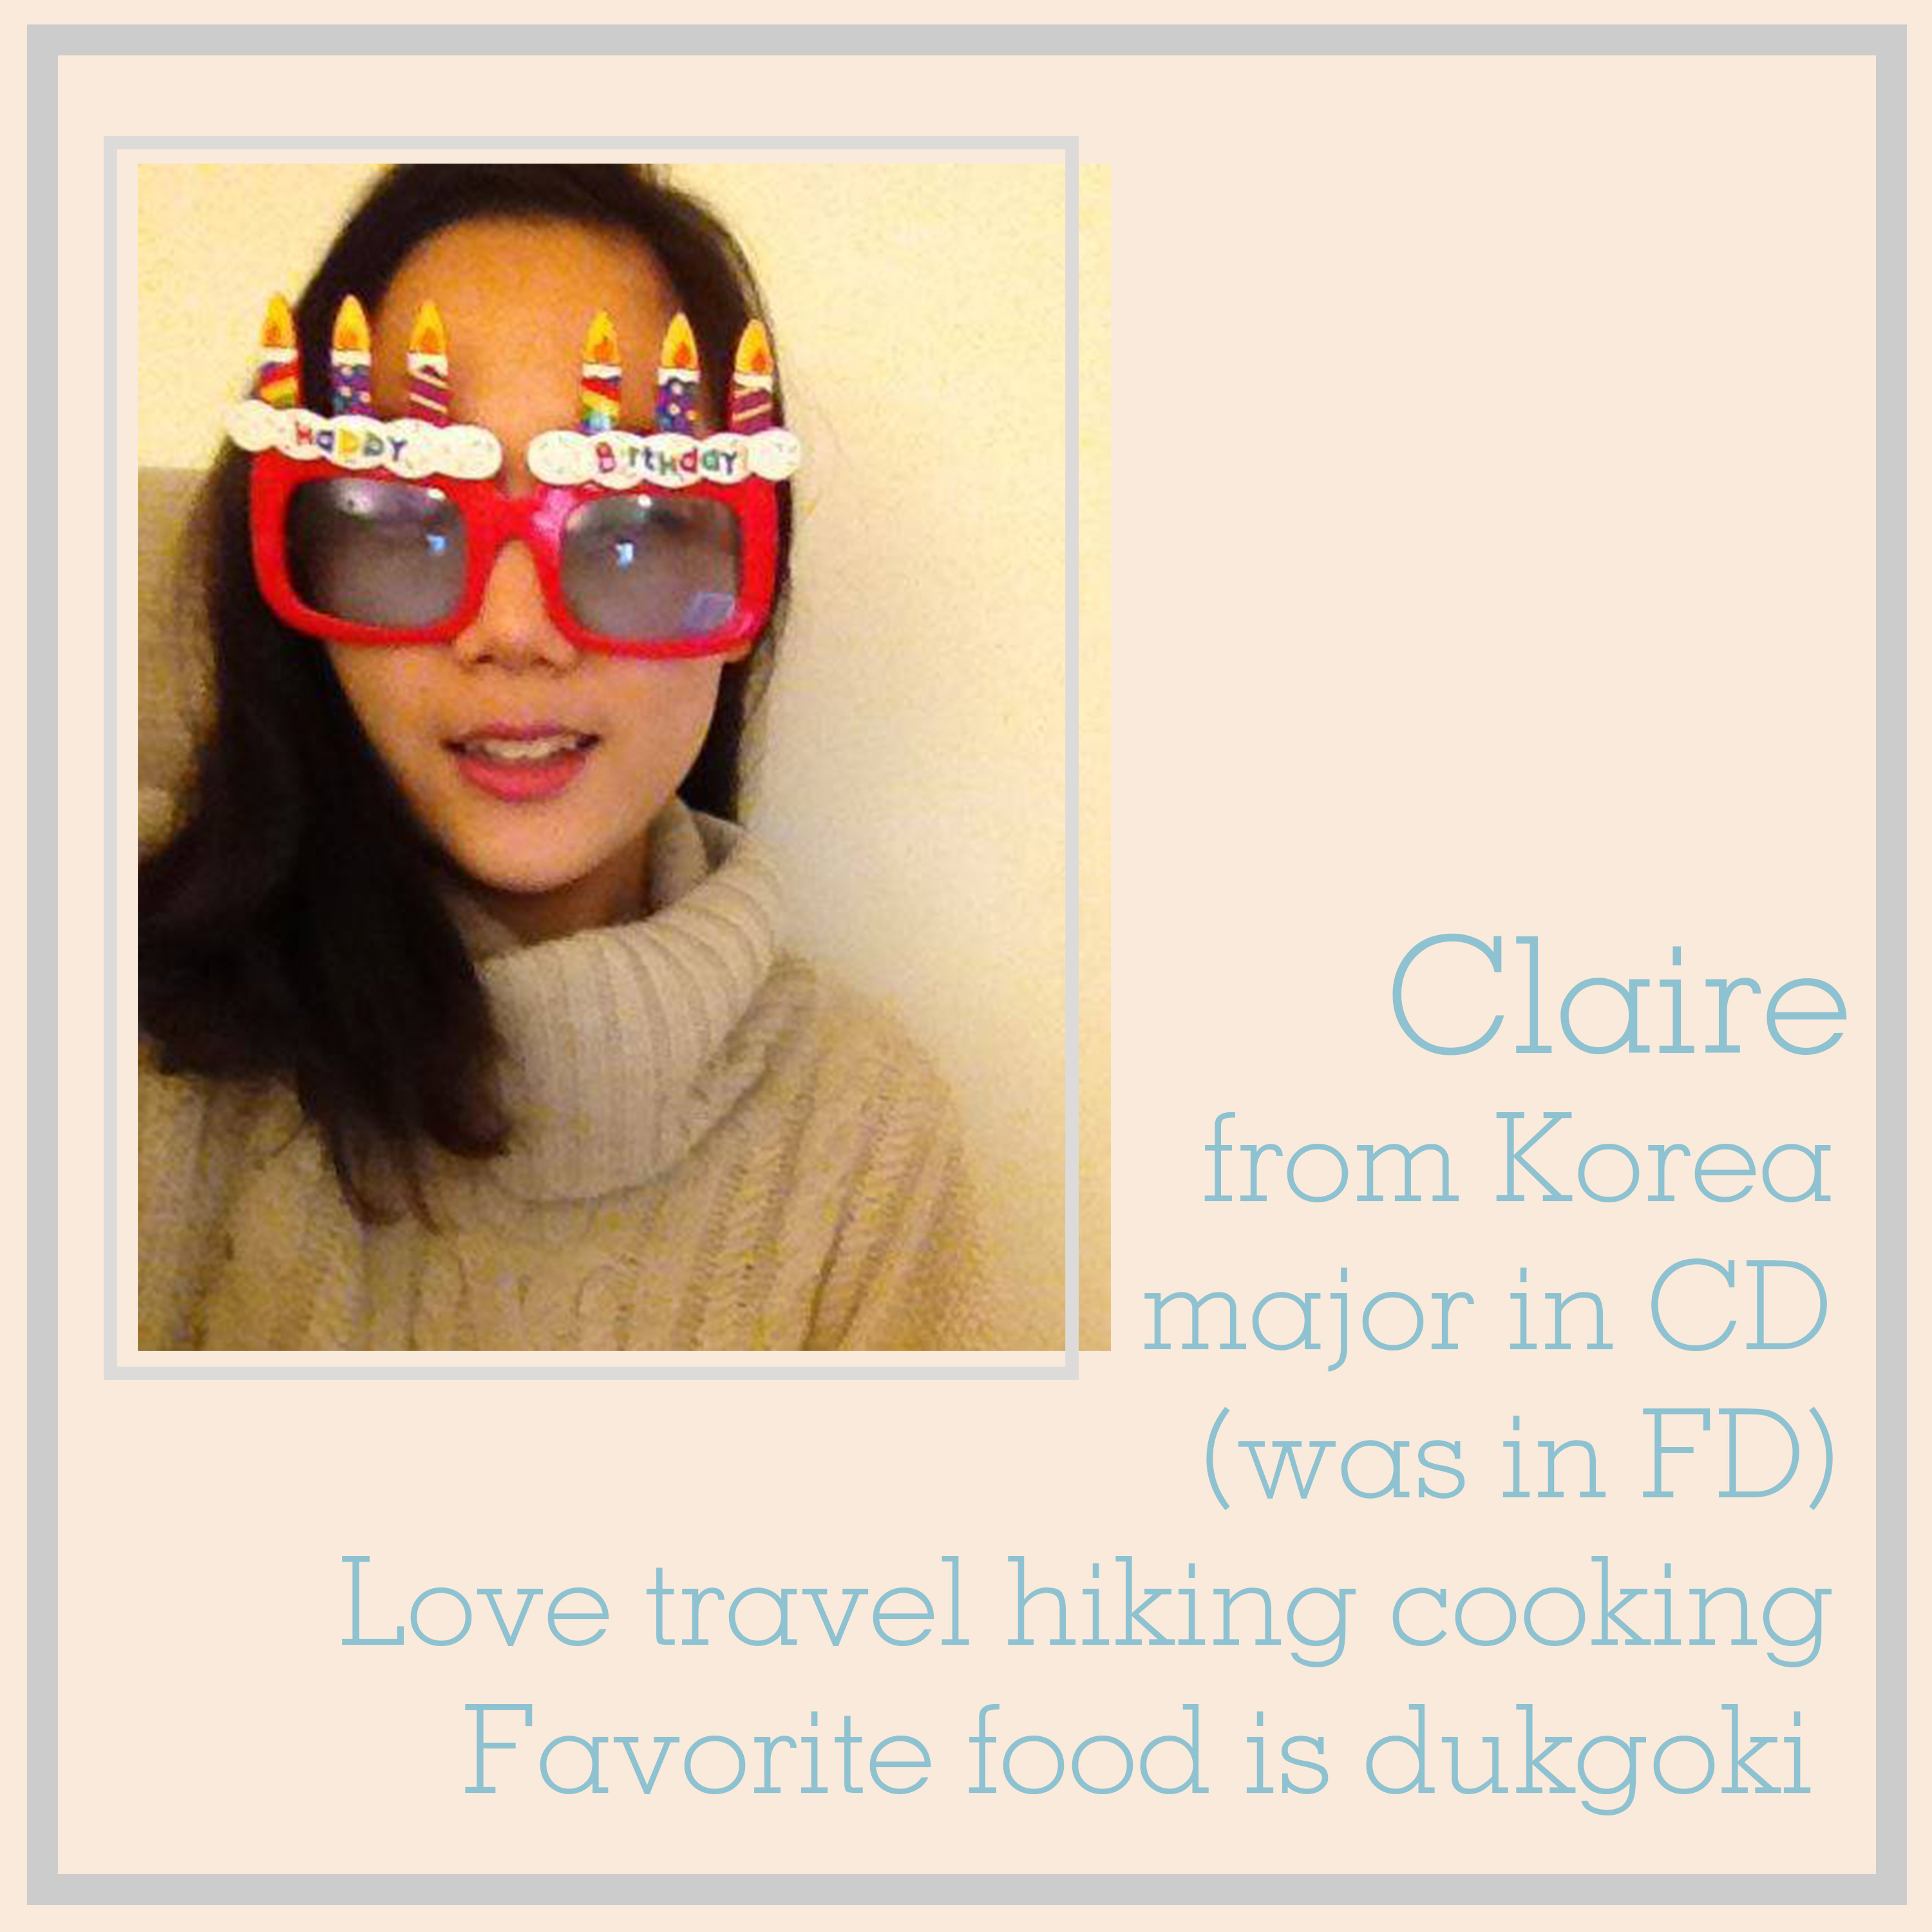 Happy Birthday
Claire
from Korea
major in CD
(was in FD)
Love travel hiking cooking
Favorite food is dukgoki